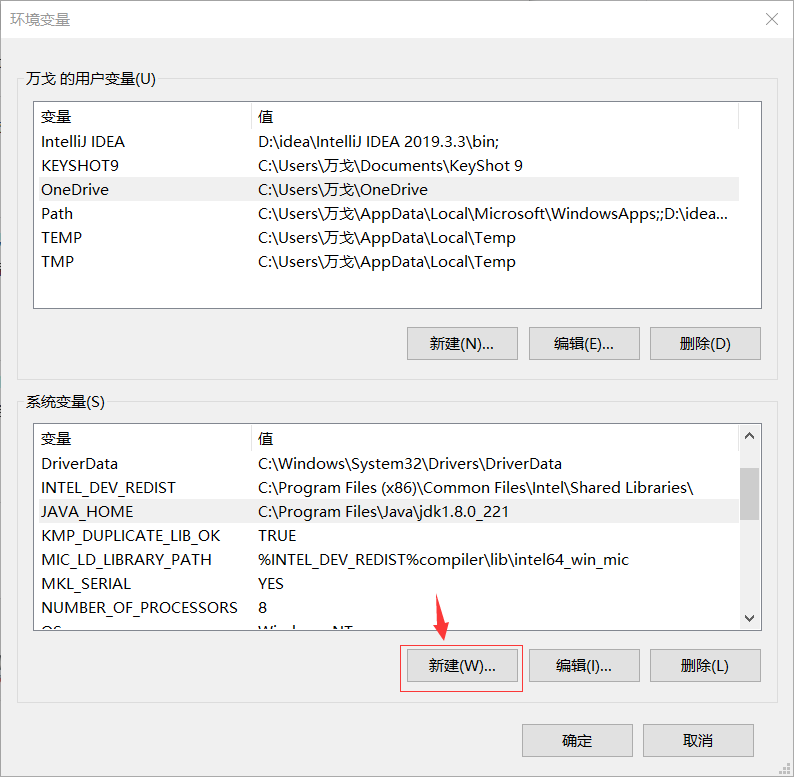 环境变量
万戈 的用户变量(U)
变量 值
IntelliJ IDEA D:\idea\IntelliJ IDEA 2019.3.3\bin;
KEYSHOT9 C:\Users\万戈\Documents\KeyShot 9
OneDrive C:\Users\万戈\OneDrive
Path C:\Users\万戈\AppData\Local\Microsoft\WindowsApps;;D:\idea...
TEMP C:\Users\万戈\AppData\Local\Temp
TMP C:\Users\万戈\AppData\Local\Temp
新建(N)... 编辑(E)... 删除(D)
系统变量(S)
变量 值
DriverData C:\Windows\System32\Drivers\DriverData
INTEL_DEV_REDIST C:\Program Files (x86)\Common Files\Intel\Shared Libraries\
JAVA_HOME C:\Program Files\Java\jdk1.8.0_221
KMP_DUPLICATE_LIB_OK TRUE
MIC_LD_LIBRARY_PATH %INTEL_DEV_REDIST%compiler\lib\intel64_win_mic
MKL_SERIAL YES
NUMBER_OF_PROCESSORS 8
OS Windows_NT
新建(W)... 编辑(I)... 删除(L)
确定 取消